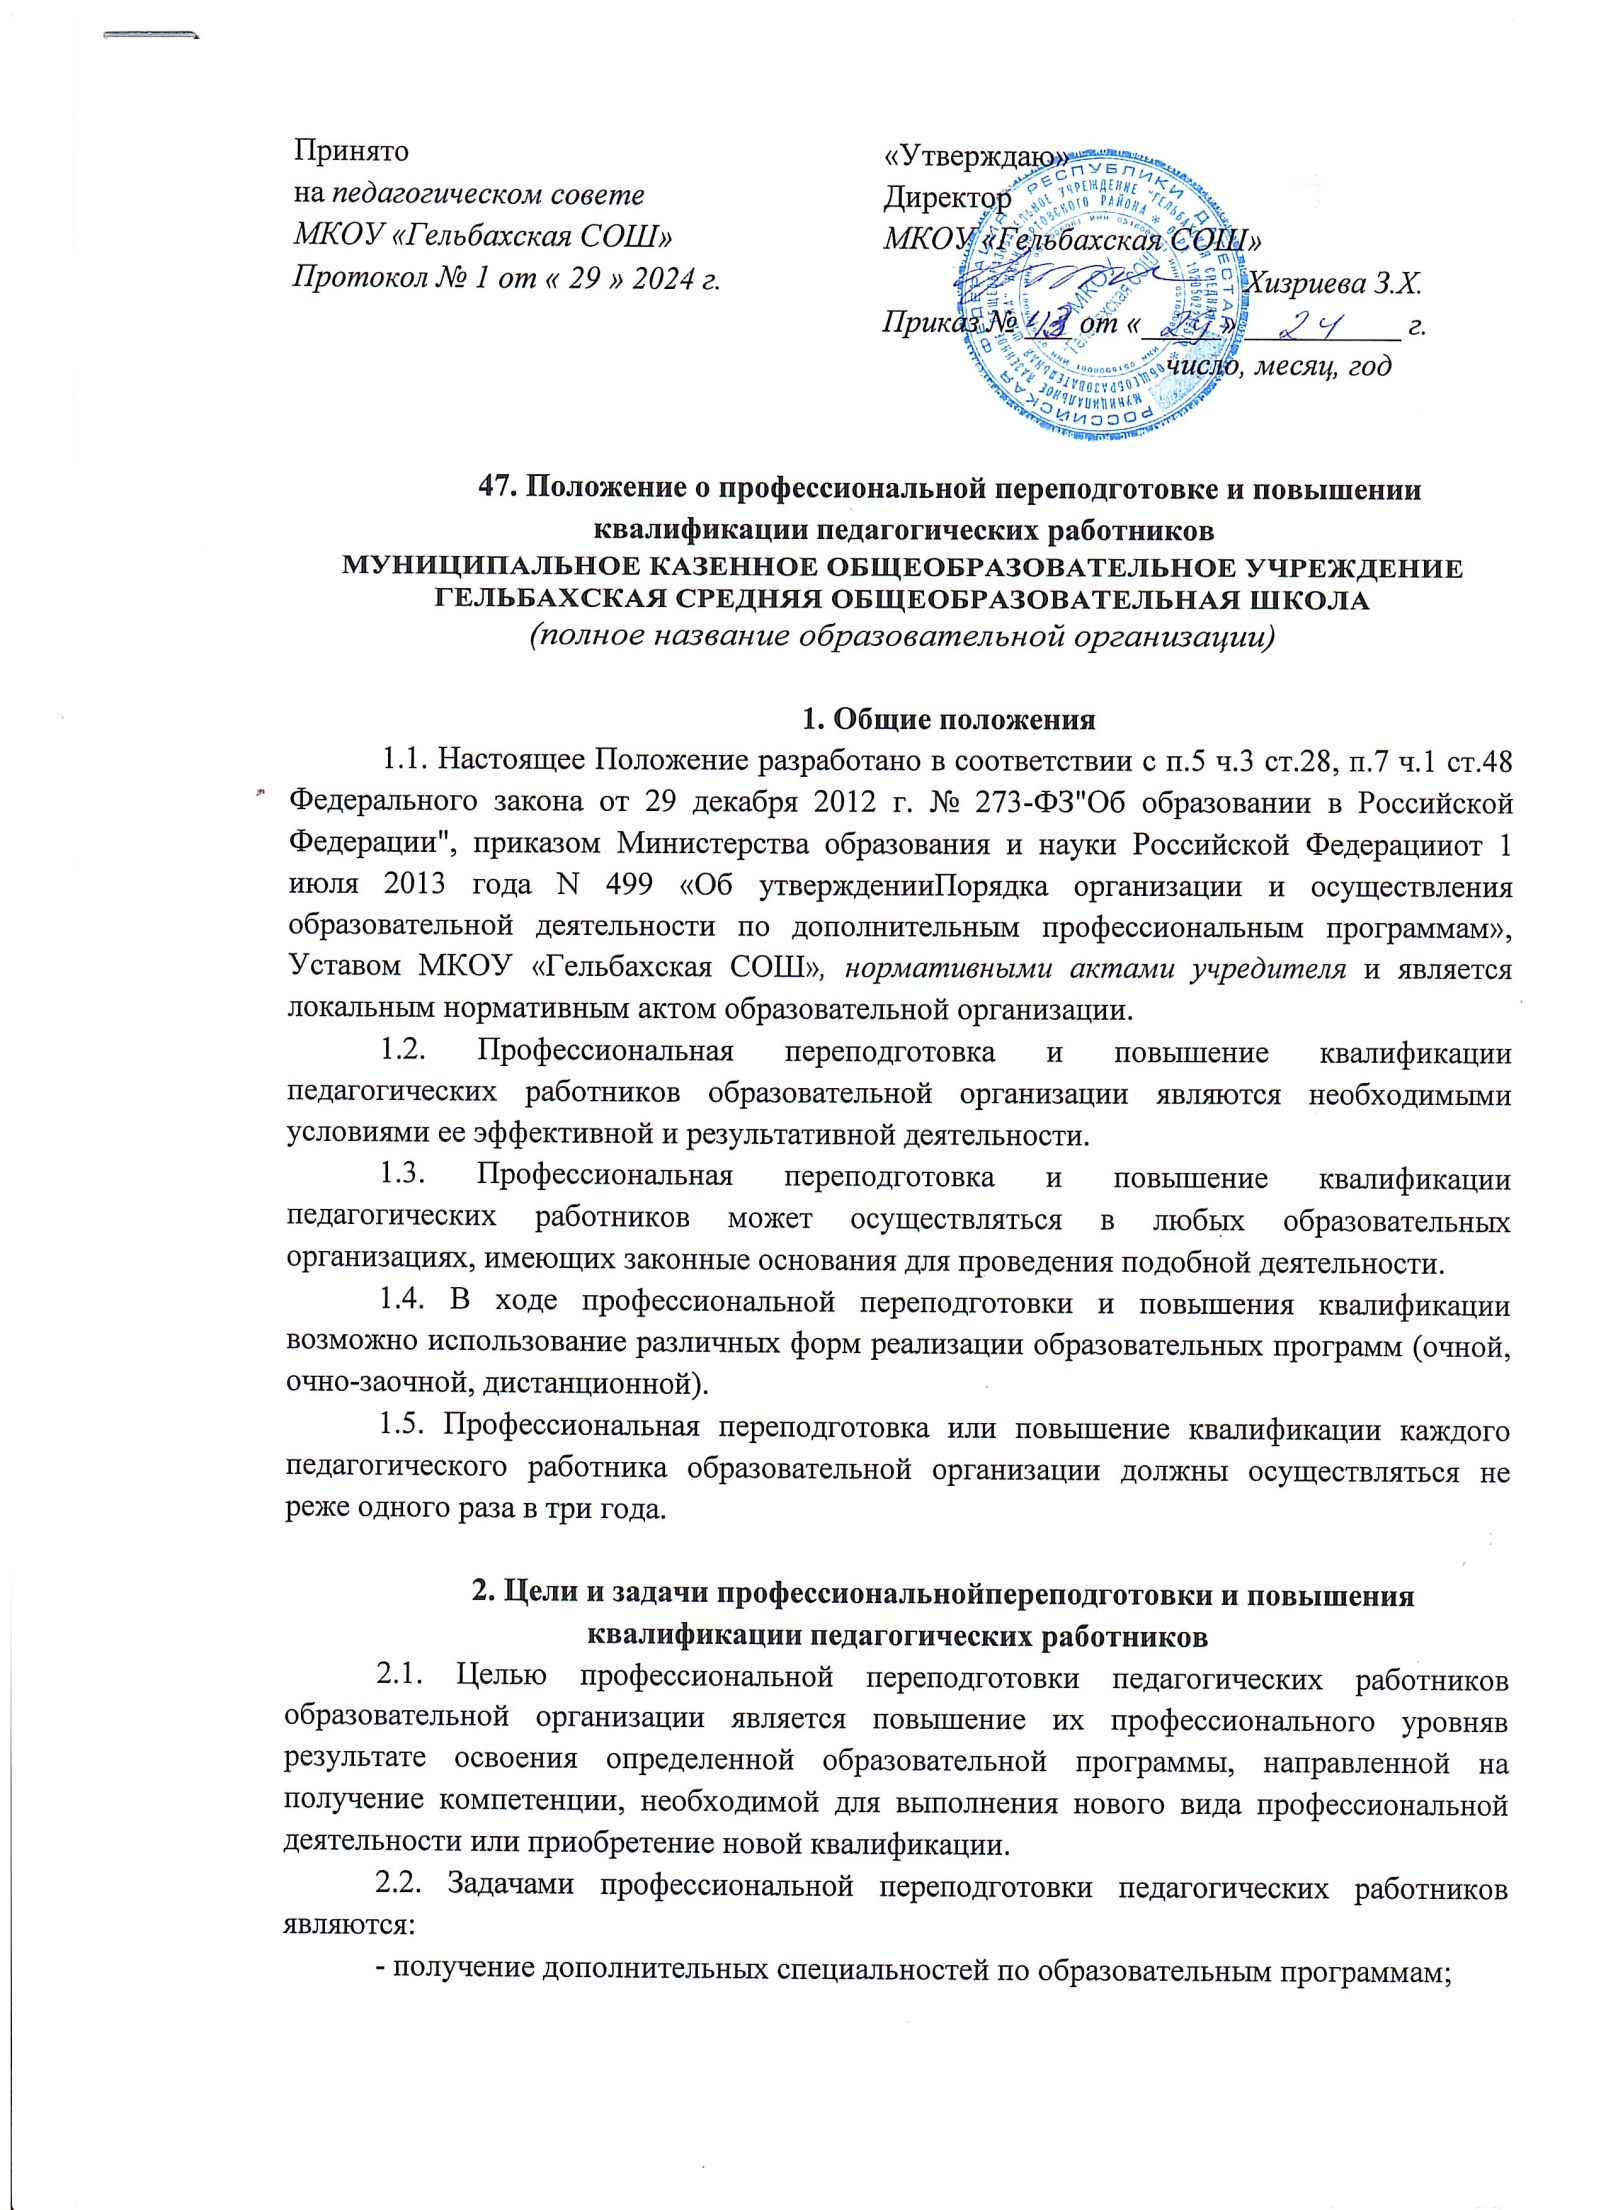 Принято
на педагогическом совете
МКОУ «Гельбахская СОШ»
Протокол № 1 от « 29 » 2024 г.
«Утверждаю»
Директор
МКОУ «Гельбахская СОШ»
Хизриева З.Х.
Приказ № от « » 24 г.
число, месяц, год
РОССИЙСКАЯ ФЕДЕРАЦИЯ РЕСПУБЛИКИ ДАГЕСТАН
МКОУ
Гельбахская СОШ
47. Положение о профессиональной переподготовке и повышении
квалификации педагогических работников
МУНИЦИПАЛЬНОЕ КАЗЕННОЕ ОБЩЕОБРАЗОВАТЕЛЬНОЕ УЧРЕЖДЕНИЕ
ГЕЛЬБАХСКАЯ СРЕДНЯЯ ОБЩЕОБРАЗОВАТЕЛЬНАЯ ШКОЛА
(полное название образовательной организации)
1. Общие положения
1.1. Настоящее Положение разработано в соответствии с п.5 ч.3 ст.28, п.7 ч.1 ст.48
Федерального закона от 29 декабря 2012 г. № 273-ФЗ"Об образовании в Российской
Федерации", приказом Министерства образования и науки Российской Федерацииот 1
июля 2013 года N 499 «Об утвержденииПорядка организации и осуществления
образовательной деятельности по дополнительным профессиональным программам»,
Уставом МКОУ «Гельбахская СОШ», нормативными актами учредителя и является
локальным нормативным актом образовательной организации.
1.2. Профессиональная переподготовка и повышение квалификации
педагогических работников образовательной организации являются необходимыми
условиями ее эффективной и результативной деятельности.
1.3. Профессиональная переподготовка и повышение квалификации
педагогических работников может осуществляться в любых образовательных
организациях, имеющих законные основания для проведения подобной деятельности.
1.4. В ходе профессиональной переподготовки и повышения квалификации
возможно использование различных форм реализации образовательных программ (очной,
очно-заочной, дистанционной).
1.5. Профессиональная переподготовка или повышение квалификации каждого
педагогического работника образовательной организации должны осуществляться не
реже одного раза в три года.
2. Цели и задачи профессиональнойпереподготовки и повышения
квалификации педагогических работников
2.1. Целью профессиональной переподготовки педагогических работников
образовательной организации является повышение их профессионального уровняв
результате освоения определенной образовательной программы, направленной на
получение компетенции, необходимой для выполнения нового вида профессиональной
деятельности или приобретение новой квалификации.
2.2. Задачами профессиональной переподготовки педагогических работников
являются:
- получение дополнительных специальностей по образовательным программам;